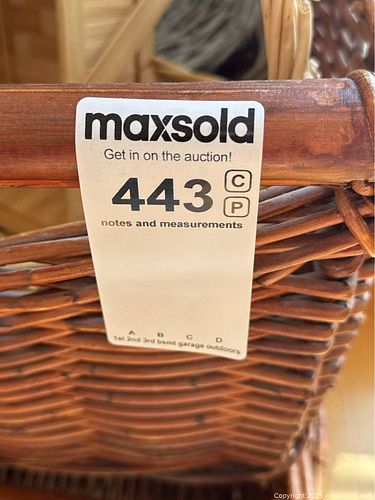 maxsold
Get in on the auction!
443 C
P
notes and measurements
A B C D
1st 2nd 3rd bsmt garage outdoors